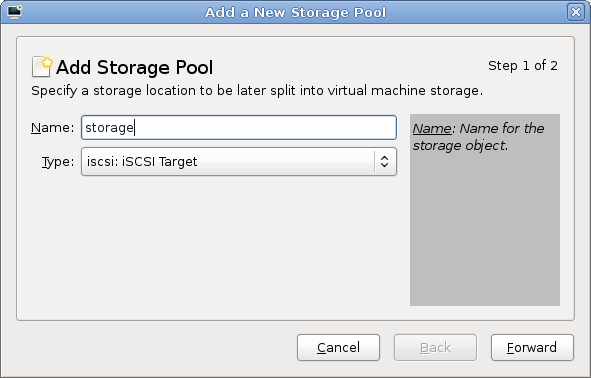 Add a New Storage Pool
Add Storage Pool
Step 1 of 2
Specify a storage location to be later split into virtual machine storage.
Name: storage
Name: Name for the
storage object.
Type: iscsi: iSCSI Target
Cancel
Back
Forward